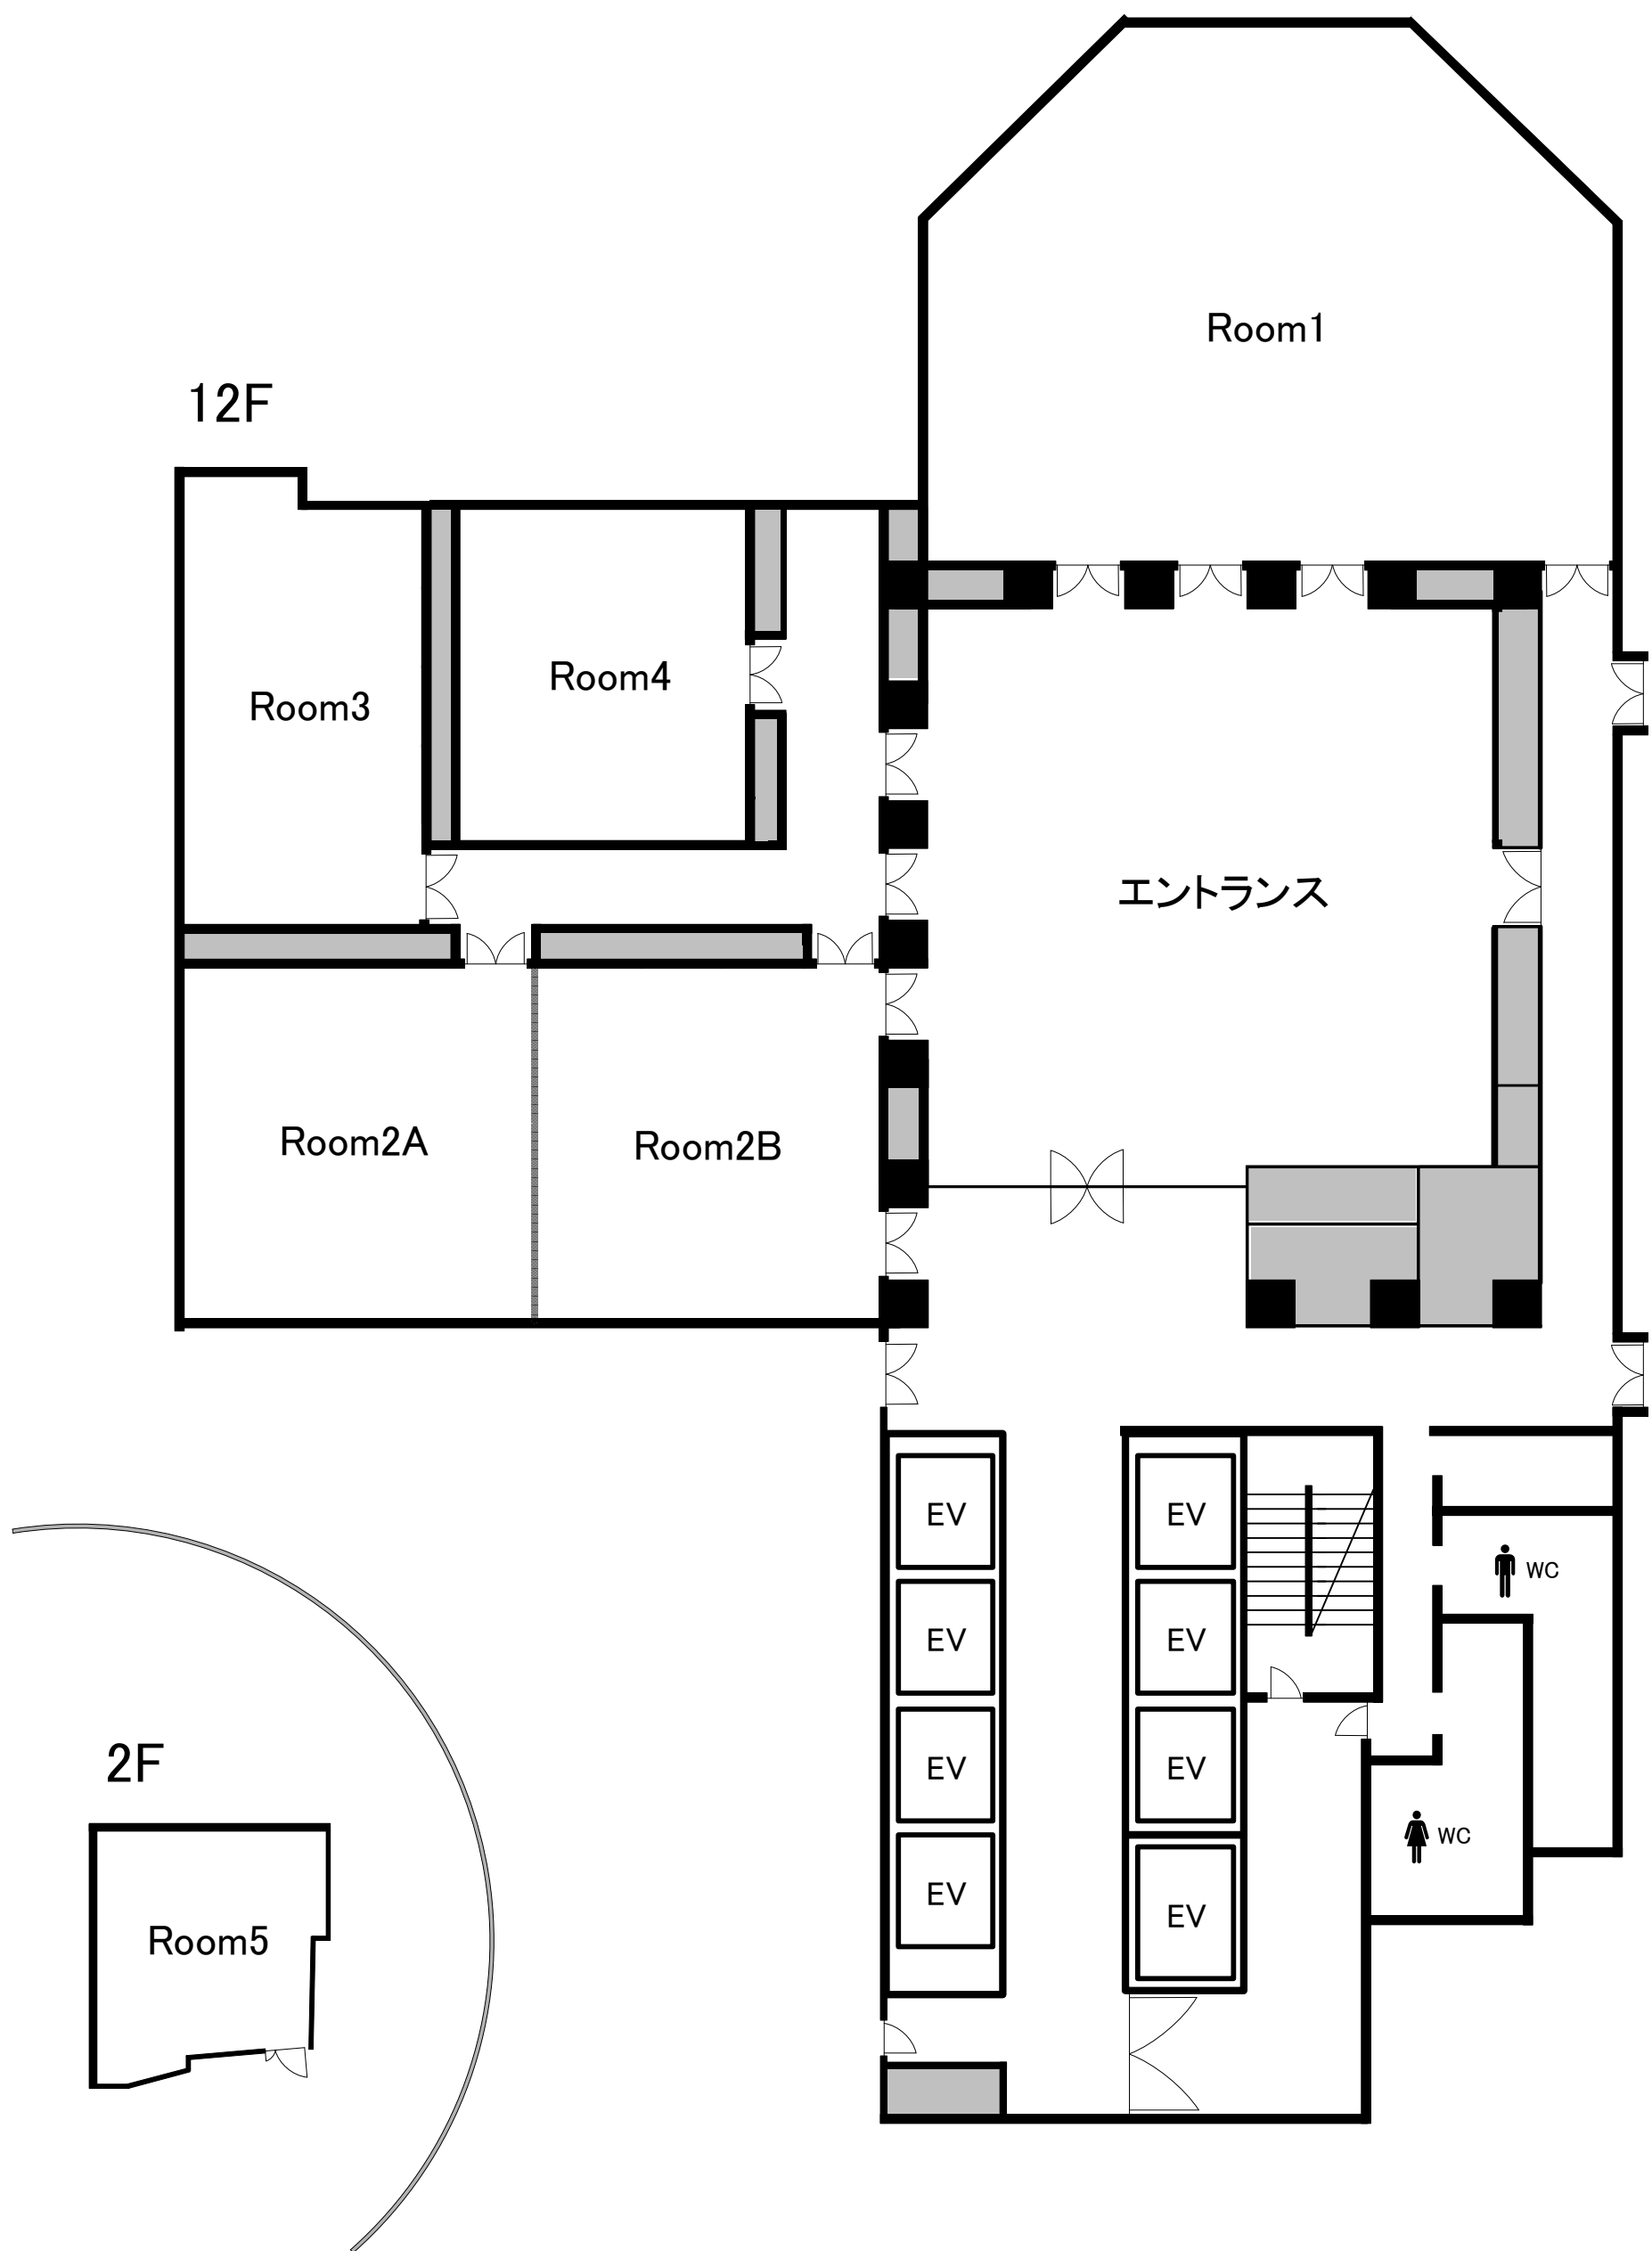 Room1
12F
Room4
Room3
エントランス
Room2A
Room2B
EV
EV
WC
EV
EV
2F
EV
EV
WC
EV
EV
Room5